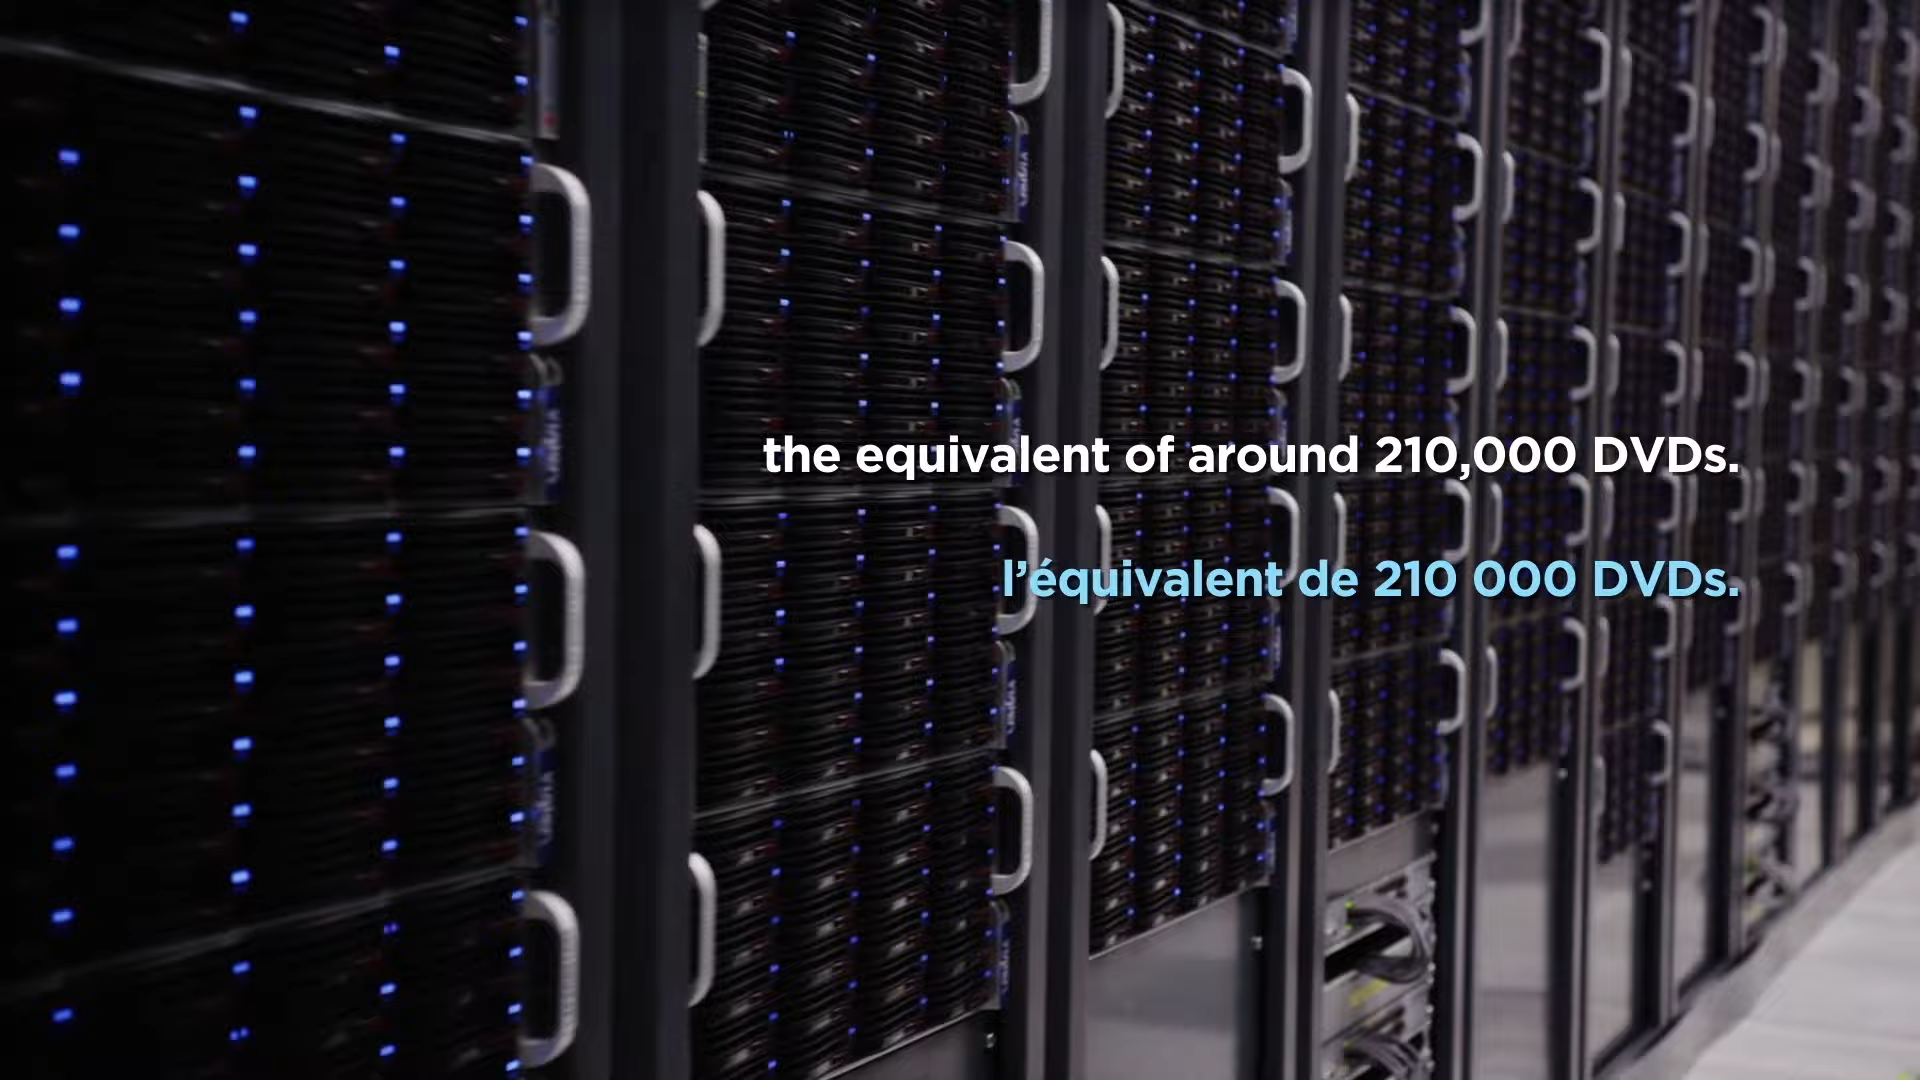 the equivalent of around 210,000 DVDs.
l’équivalent de 210 000 DVDs.